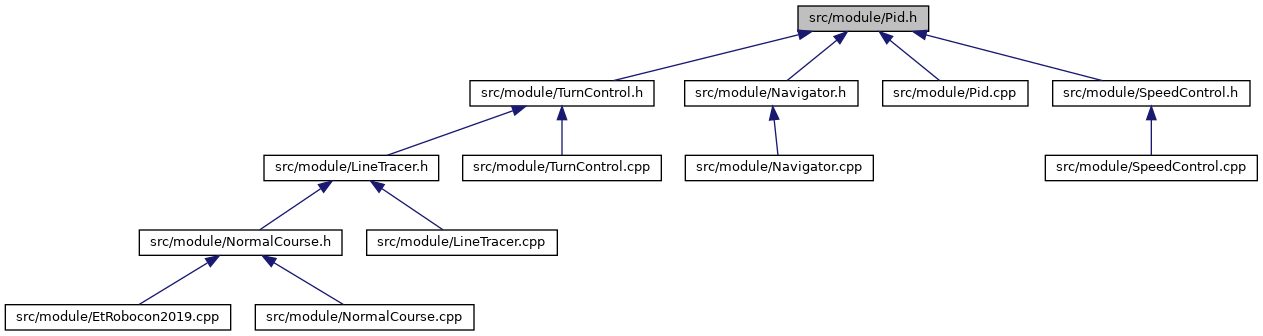 src/module/Pid.h
src/module/TurnControl.h
src/module/Navigator.h
src/module/Pid.cpp
src/module/SpeedControl.h
src/module/LineTracer.h
src/module/TurnControl.cpp
src/module/Navigator.cpp
src/module/SpeedControl.cpp
src/module/NormalCourse.h
src/module/LineTracer.cpp
src/module/EtRobocon2019.cpp
src/module/NormalCourse.cpp